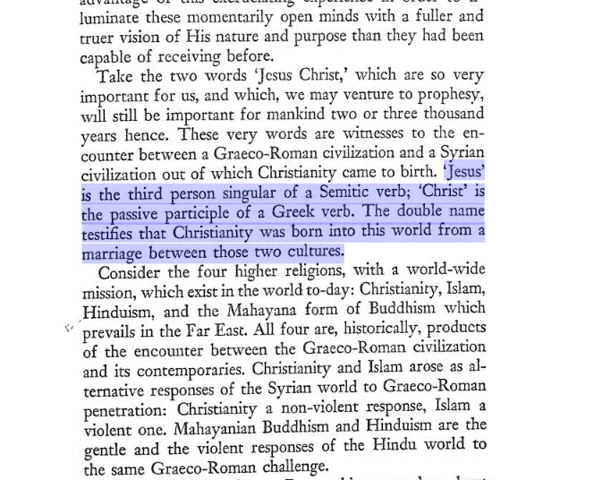 advantage of this excruciating experience in order to il-
luminate these momentarily open minds with a fuller and
truer vision of His nature and purpose than they had been
capable of receiving before.
Take the two words ‘Jesus Christ,’ which are so very
important for us, and which, we may venture to prophesy,
will still be important for mankind two or three thousand
years hence. These very words are witnesses to the en-
counter between a Graeco-Roman civilization and a Syrian
civilization out of which Christianity came to birth. ‘Jesus’
is the third person singular of a Semitic verb; ‘Christ’ is
the passive participle of a Greek verb. The double name
testifies that Christianity was born into this world from a
marriage between those two cultures.
Consider the four higher religions, with a world-wide
mission, which exist in the world to-day: Christianity, Islam,
Hinduism, and the Mahayana form of Buddhism which
prevails in the Far East. All four are, historically, products
of the encounter between the Graeco-Roman civilization
and its contemporaries. Christianity and Islam arose as al-
ternative responses of the Syrian world to Graeco-Roman
penetration: Christianity a non-violent response, Islam a
violent one. Mahayanian Buddhism and Hinduism are the
gentle and the violent responses of the Hindu world to
the same Graeco-Roman challenge.